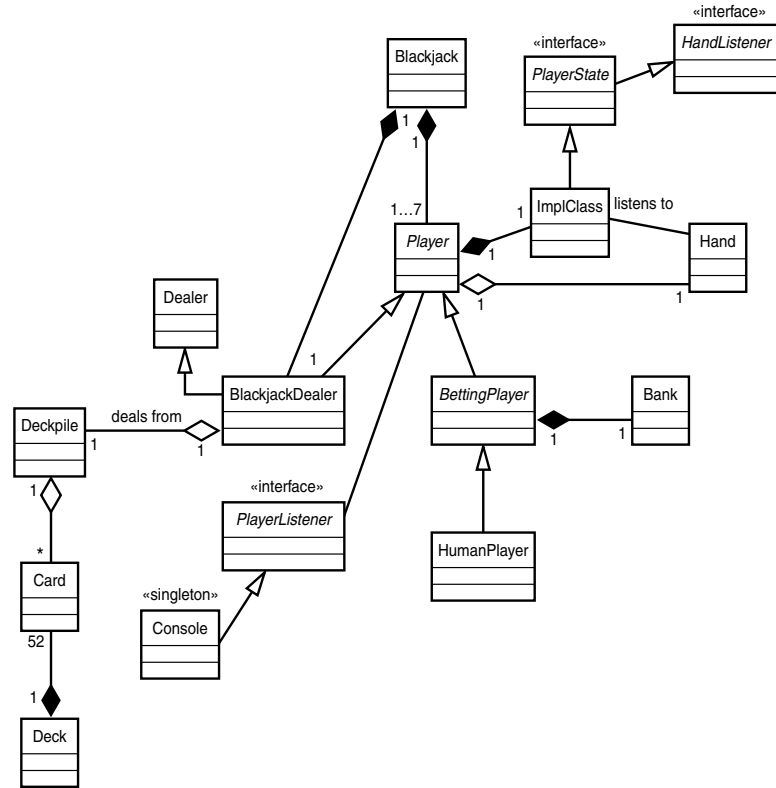 «interface»
HandListener
«interface»
PlayerState
Blackjack
1
1
1...7
1
ImplClass
listens to
Player
1
Hand
1
1
Dealer
1
BlackjackDealer
BettingPlayer
Bank
deals from
1
1
1
1
Deckpile
1
«interface»
PlayerListener
HumanPlayer
*
Card
«singleton»
Console
52
1
Deck